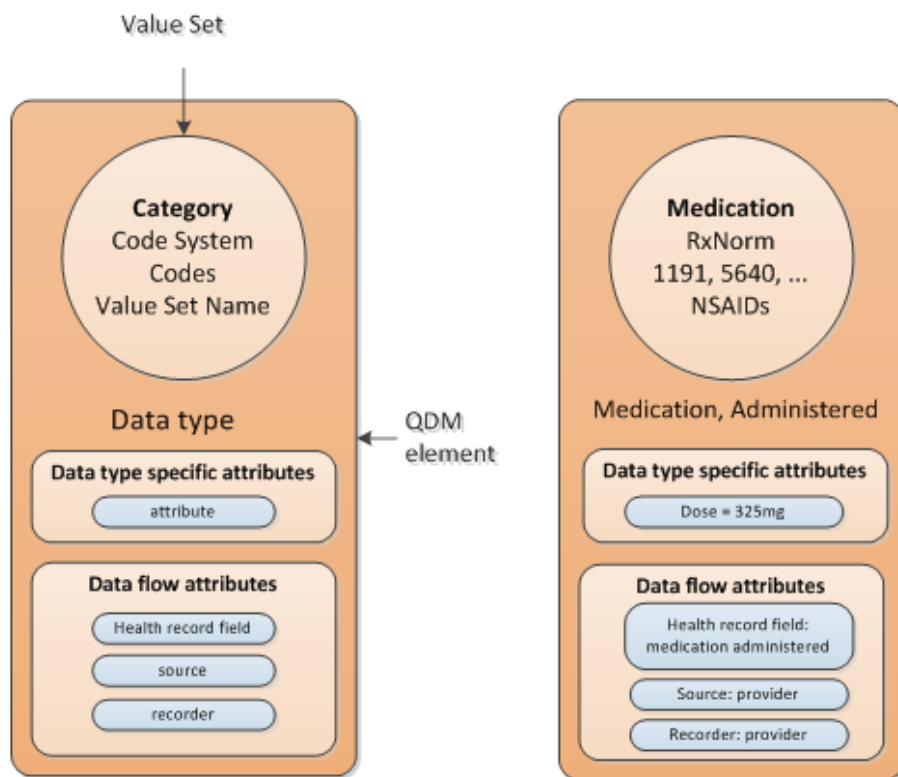 Value Set
Category
Code System
Codes
Value Set Name
Data type
QDM
element
Data type specific attributes
attribute
Data flow attributes
Health record field
source
recorder
Medication
RxNorm
1191, 5640, ...
NSAIDs
Medication, Administered
Data type specific attributes
Dose = 325mg
Data flow attributes
Health record field:
medication administered
Source: provider
Recorder: provider